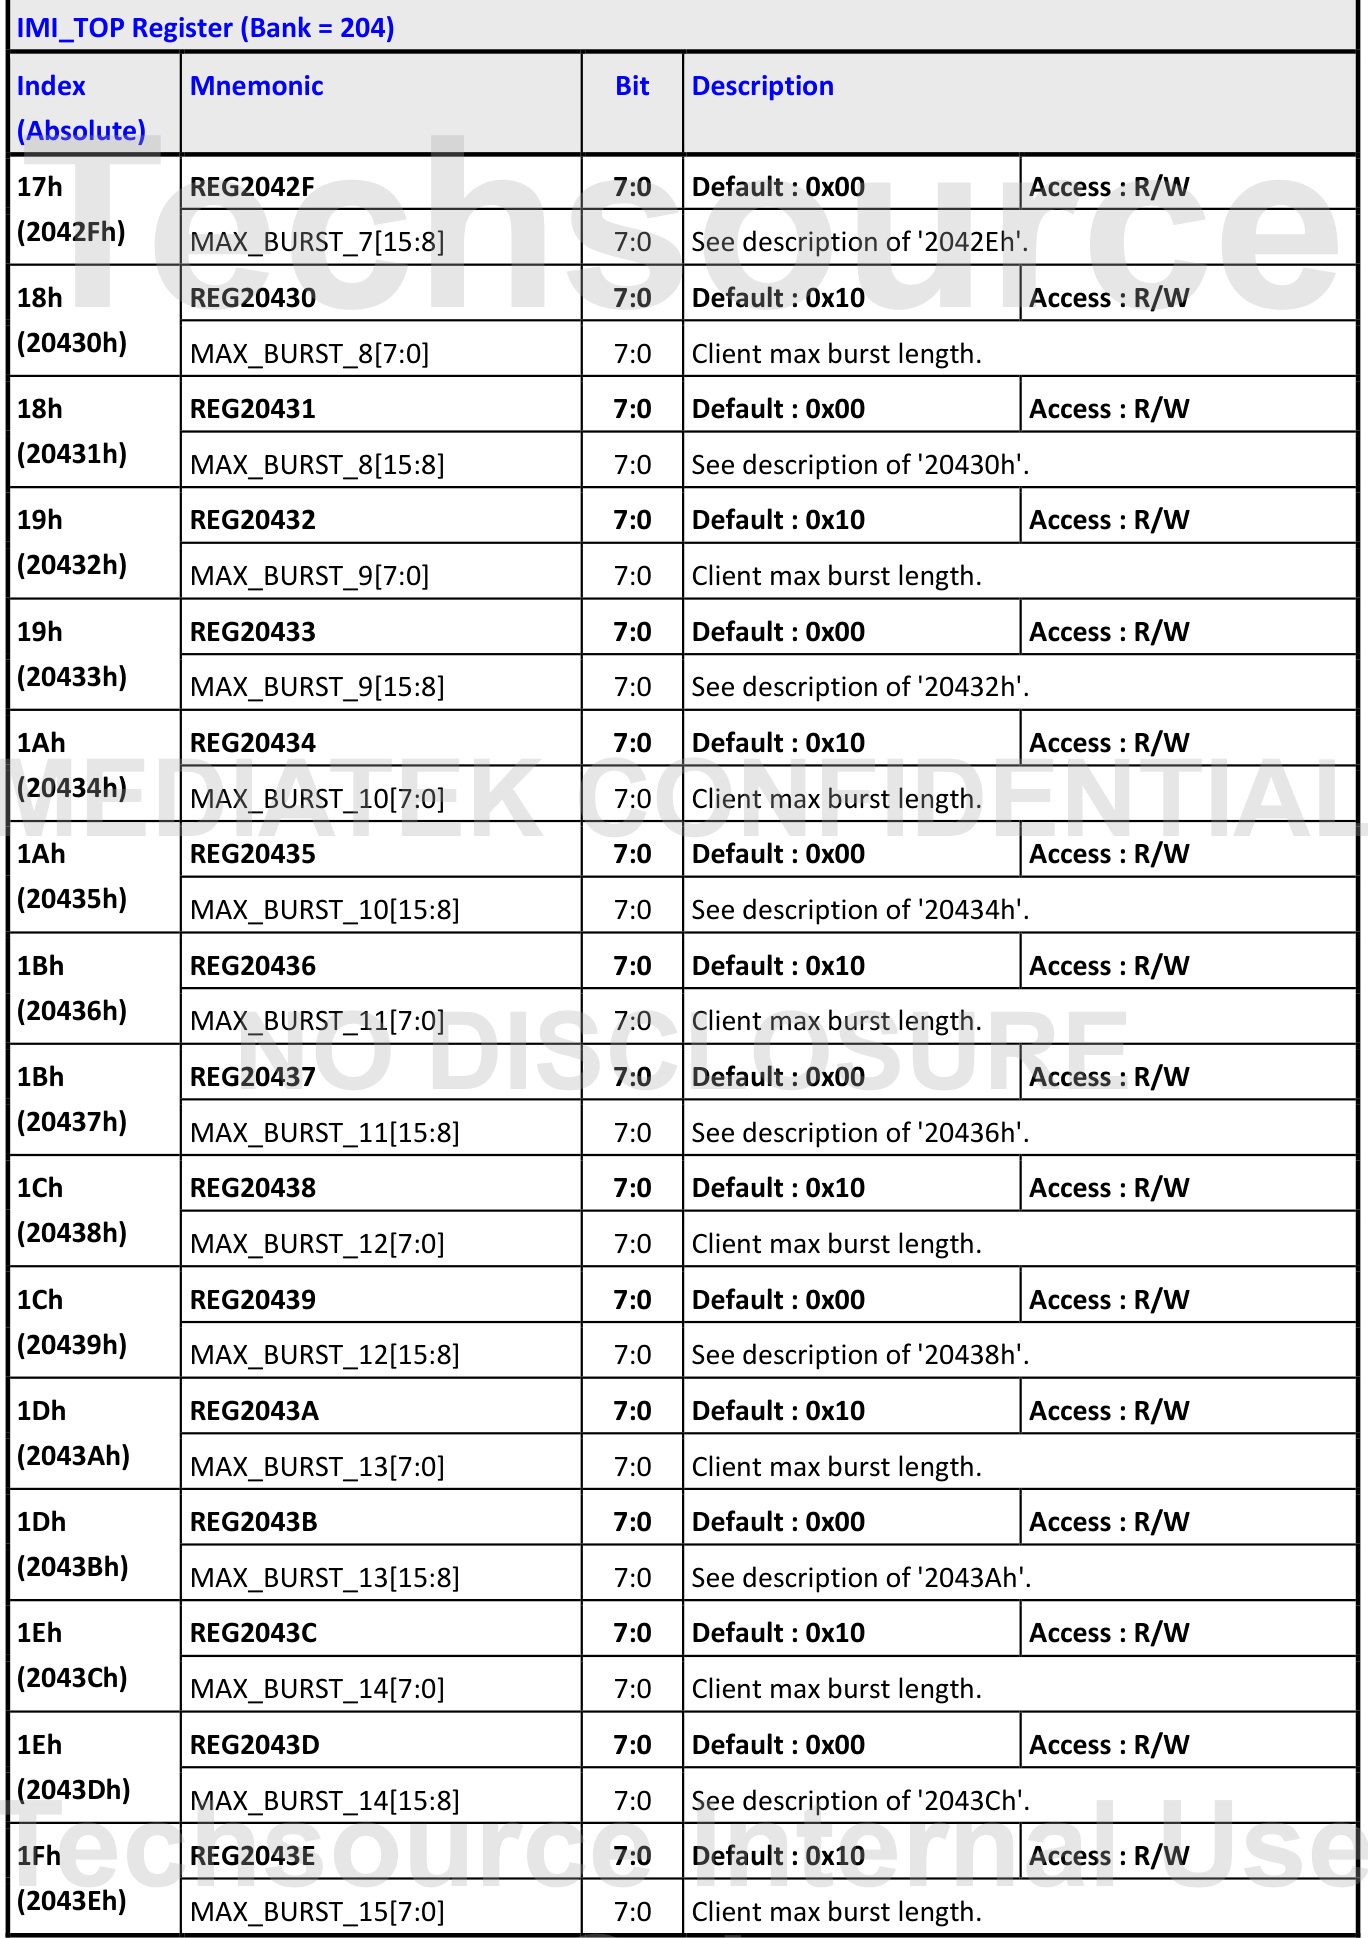 IMI_TOP Register (Bank = 204)
Index (Absolute) Mnemonic Bit Description
17h (2042Fh) REG2042F 7:0 Default : 0x00 Access : R/W
MAX_BURST_7[15:8] 7:0 See description of '2042Eh'.
18h (20430h) REG20430 7:0 Default : 0x10 Access : R/W
MAX_BURST_8[7:0] 7:0 Client max burst length.
18h (20431h) REG20431 7:0 Default : 0x00 Access : R/W
MAX_BURST_8[15:8] 7:0 See description of '20430h'.
19h (20432h) REG20432 7:0 Default : 0x10 Access : R/W
MAX_BURST_9[7:0] 7:0 Client max burst length.
19h (20433h) REG20433 7:0 Default : 0x00 Access : R/W
MAX_BURST_9[15:8] 7:0 See description of '20432h'.
1Ah (20434h) REG20434 7:0 Default : 0x10 Access : R/W
MAX_BURST_10[7:0] 7:0 Client max burst length.
1Ah (20435h) REG20435 7:0 Default : 0x00 Access : R/W
MAX_BURST_10[15:8] 7:0 See description of '20434h'.
1Bh (20436h) REG20436 7:0 Default : 0x10 Access : R/W
MAX_BURST_11[7:0] 7:0 Client max burst length.
1Bh (20437h) REG20437 7:0 Default : 0x00 Access : R/W
MAX_BURST_11[15:8] 7:0 See description of '20436h'.
1Ch (20438h) REG20438 7:0 Default : 0x10 Access : R/W
MAX_BURST_12[7:0] 7:0 Client max burst length.
1Ch (20439h) REG20439 7:0 Default : 0x00 Access : R/W
MAX_BURST_12[15:8] 7:0 See description of '20438h'.
1Dh (2043Ah) REG2043A 7:0 Default : 0x10 Access : R/W
MAX_BURST_13[7:0] 7:0 Client max burst length.
1Dh (2043Bh) REG2043B 7:0 Default : 0x00 Access : R/W
MAX_BURST_13[15:8] 7:0 See description of '2043Ah'.
1Eh (2043Ch) REG2043C 7:0 Default : 0x10 Access : R/W
MAX_BURST_14[7:0] 7:0 Client max burst length.
1Eh (2043Dh) REG2043D 7:0 Default : 0x00 Access : R/W
MAX_BURST_14[15:8] 7:0 See description of '2043Ch'.
1Fh (2043Eh) REG2043E 7:0 Default : 0x10 Access : R/W
MAX_BURST_15[7:0] 7:0 Client max burst length.
Techsource
MEDIATEK CONFIDENTIAL
NO DISCLOSURE
Techsource Internal Use